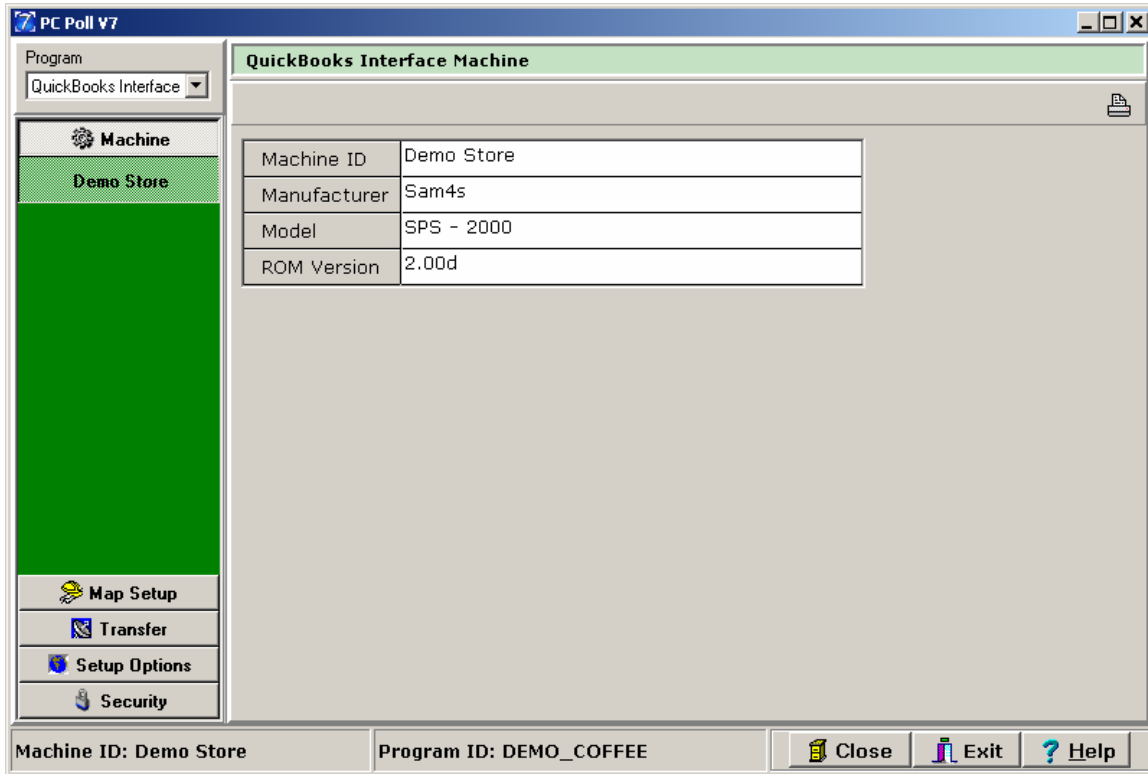 PC Poll V7
Program
QuickBooks Interface
QuickBooks Interface Machine
Machine
Demo Store
Machine ID Demo Store
Manufacturer Sam4s
Model SPS - 2000
ROM Version 2.00d
Map Setup
Transfer
Setup Options
Security
Machine ID: Demo Store Program ID: DEMO_COFFEE Close Exit ? Help